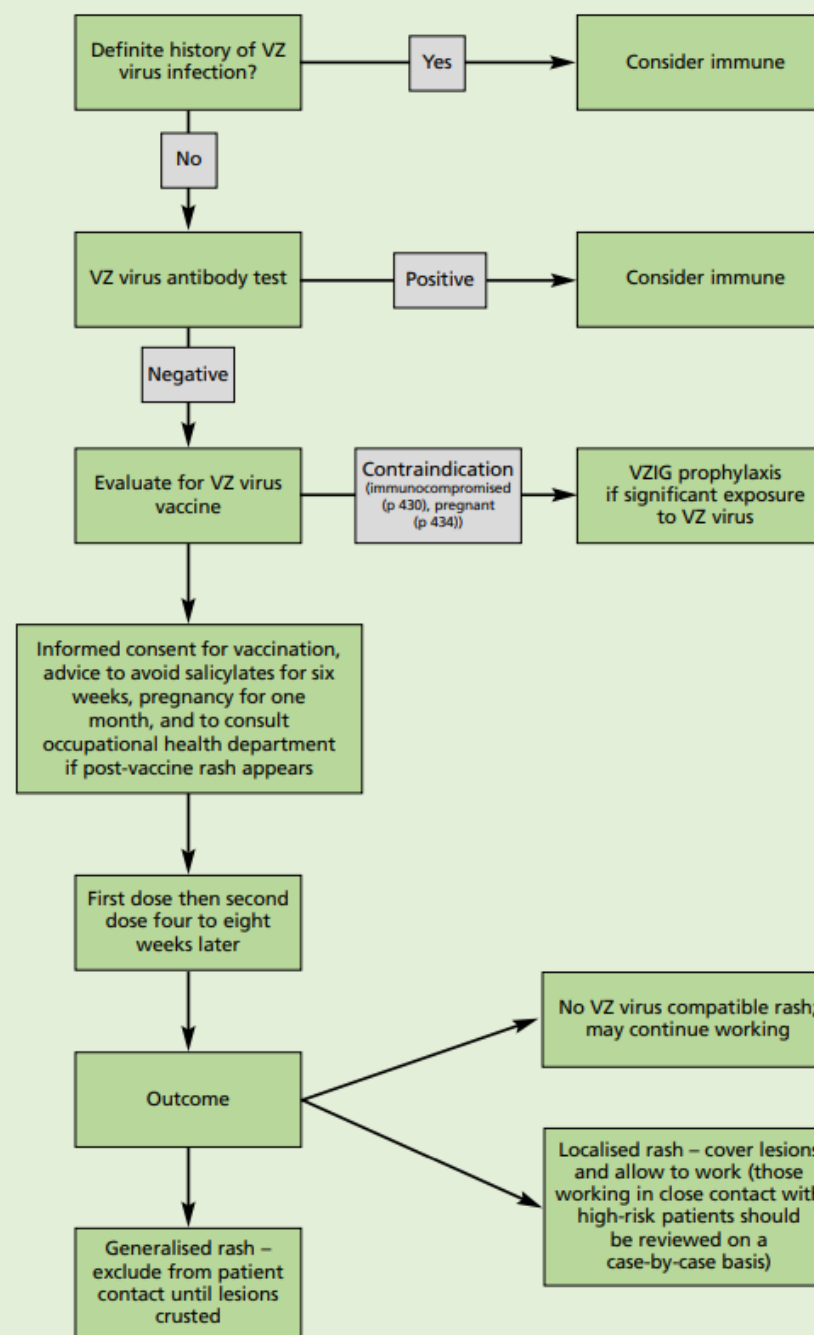 Definite history of VZ
virus infection?
Yes
Consider immune
No
VZ virus antibody test
Positive
Consider immune
Negative
Evaluate for VZ virus
vaccine
Contraindication
(immunocompromised
(p 430), pregnant
(p 434))
VZIG prophylaxis
if significant exposure
to VZ virus
Informed consent for vaccination,
advice to avoid salicylates for six
weeks, pregnancy for one
month, and to consult
occupational health department
if post-vaccine rash appears
First dose then second
dose four to eight
weeks later
Outcome
No VZ virus compatible rash;
may continue working
Localised rash – cover lesions
and allow to work (those
working in close contact with
high-risk patients should
be reviewed on a
case-by-case basis)
Generalised rash –
exclude from patient
contact until lesions
crusted